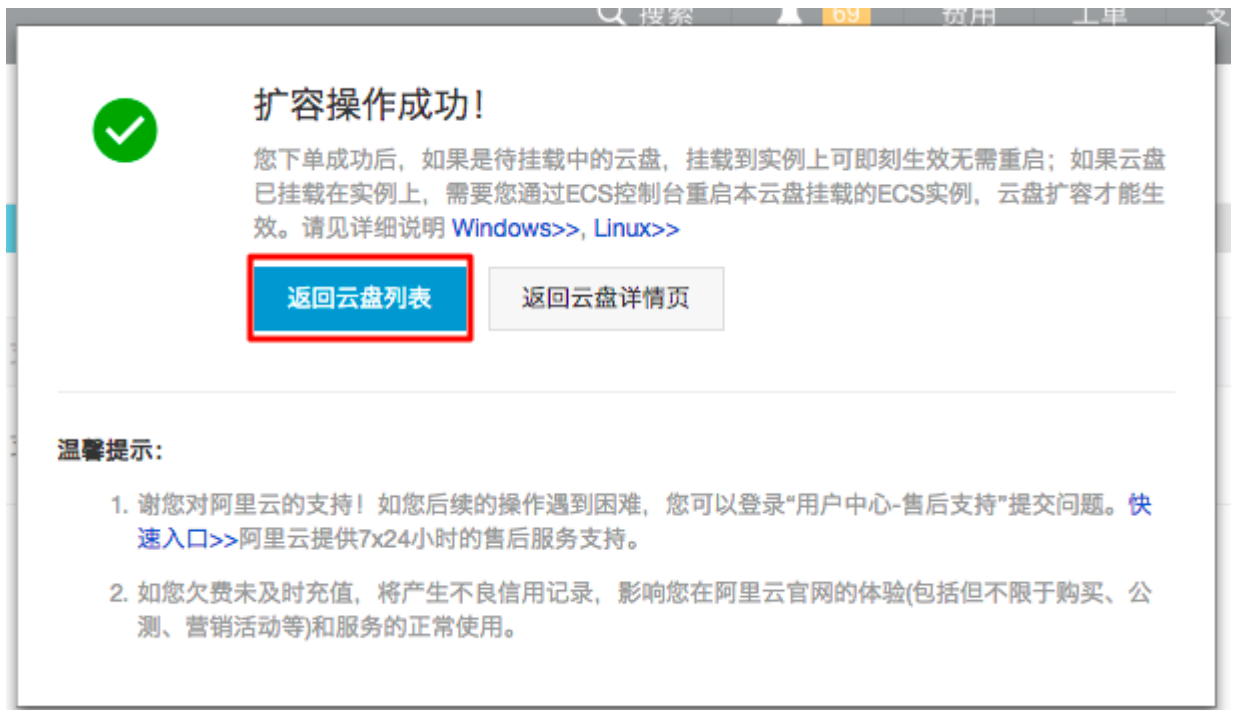 搜索 69 费用 工单 支
扩容操作成功！
您下单成功后，如果是待挂载中的云盘，挂载到实例上可即刻生效无需重启；如果云盘
已挂载在实例上，需要您通过ECS控制台重启本云盘挂载的ECS实例，云盘扩容才能生
效。请见详细说明 Windows>>, Linux>>
返回云盘列表 返回云盘详情页
温馨提示：
1. 谢您对阿里云的支持！如您后续的操作遇到困难，您可以登录“用户中心-售后支持”提交问题。快
速入口>>阿里云提供7x24小时的售后服务支持。
2. 如您欠费未及时充值，将产生不良信用记录，影响您在阿里云官网的体验(包括但不限于购买、公
测、营销活动等)和服务的正常使用。